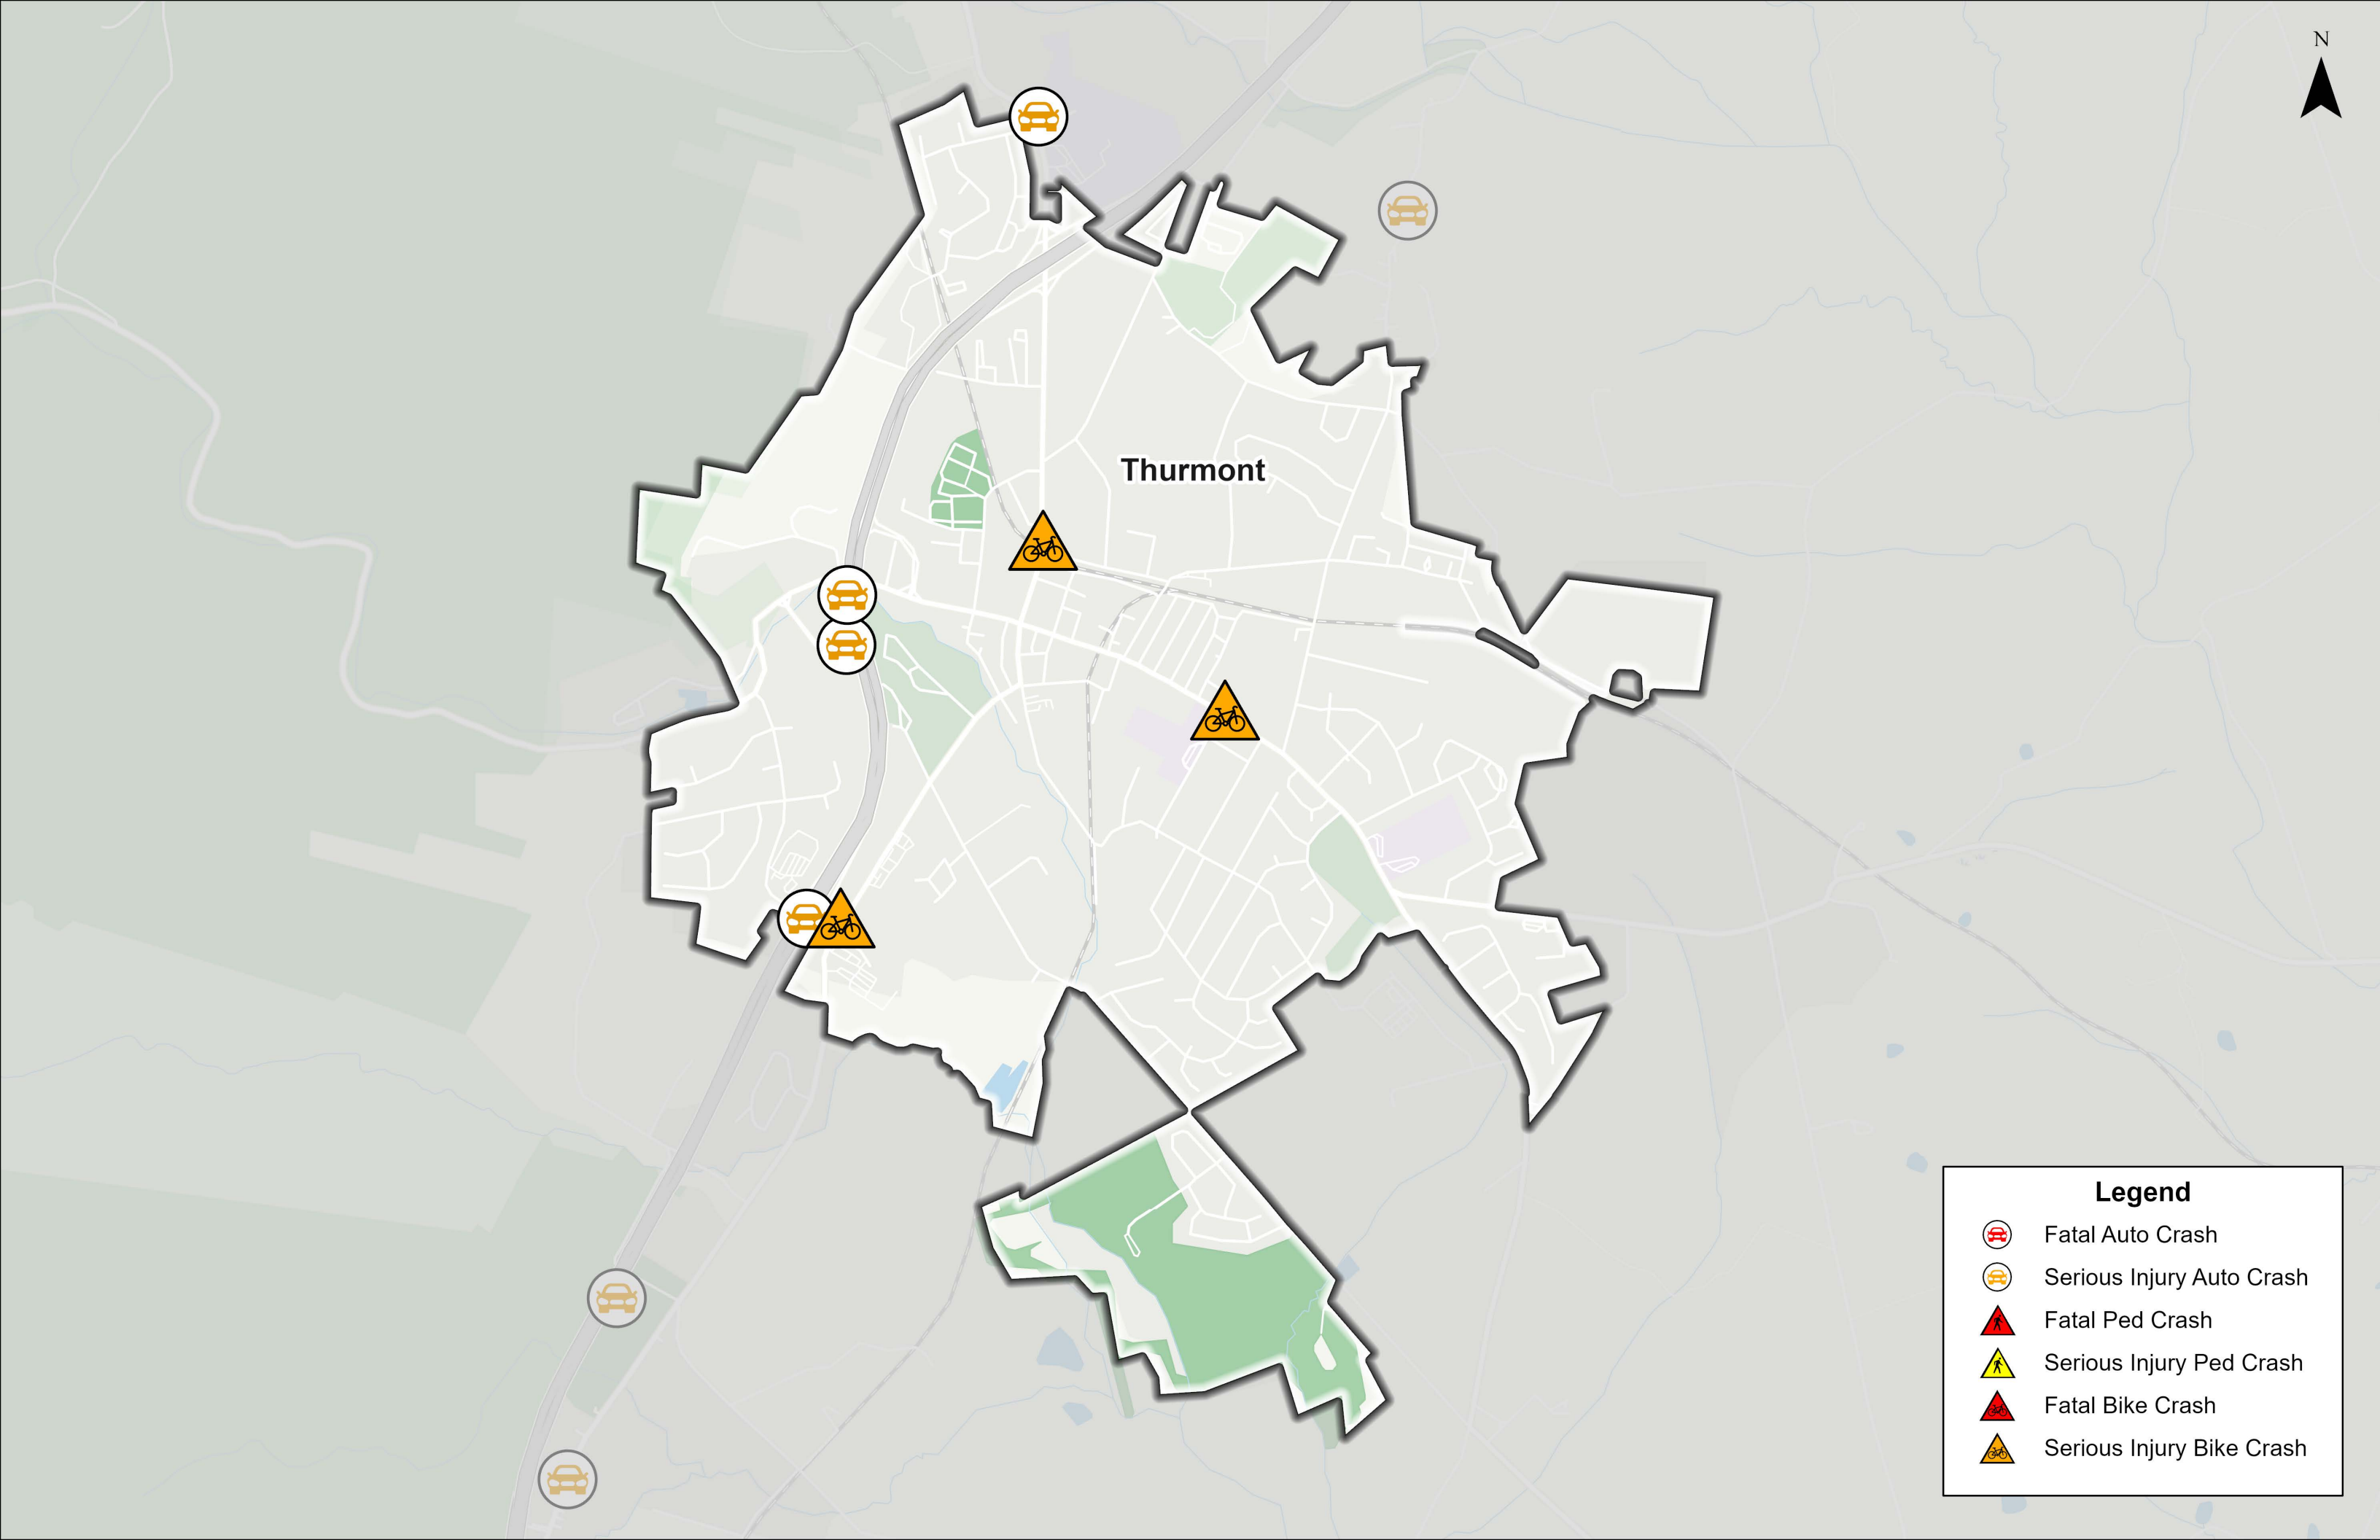 N
Thurmont
Legend
Fatal Auto Crash
Serious Injury Auto Crash
Fatal Ped Crash
Serious Injury Ped Crash
Fatal Bike Crash
Serious Injury Bike Crash